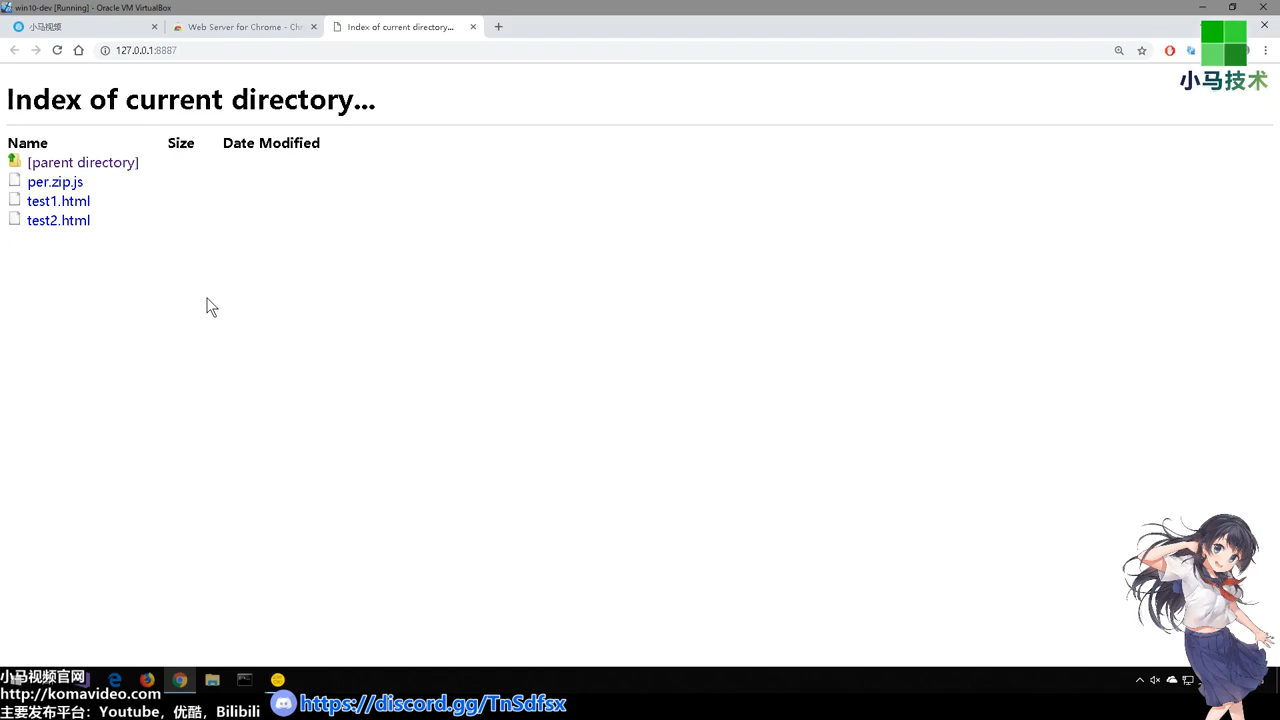 win10-dev [Running] - Oracle VM VirtualBox
小马视频
Web Server for Chrome - Chr
Index of current directory...
127.0.0.1:8887
小马技术
Index of current directory...
Name Size Date Modified
[parent directory]
per.zip.js
test1.html
test2.html
小马视频官网
http://komavideo.com
主要发布平台：Youtube，优酷，Bilibili
https://discord.gg/TnSdfsx